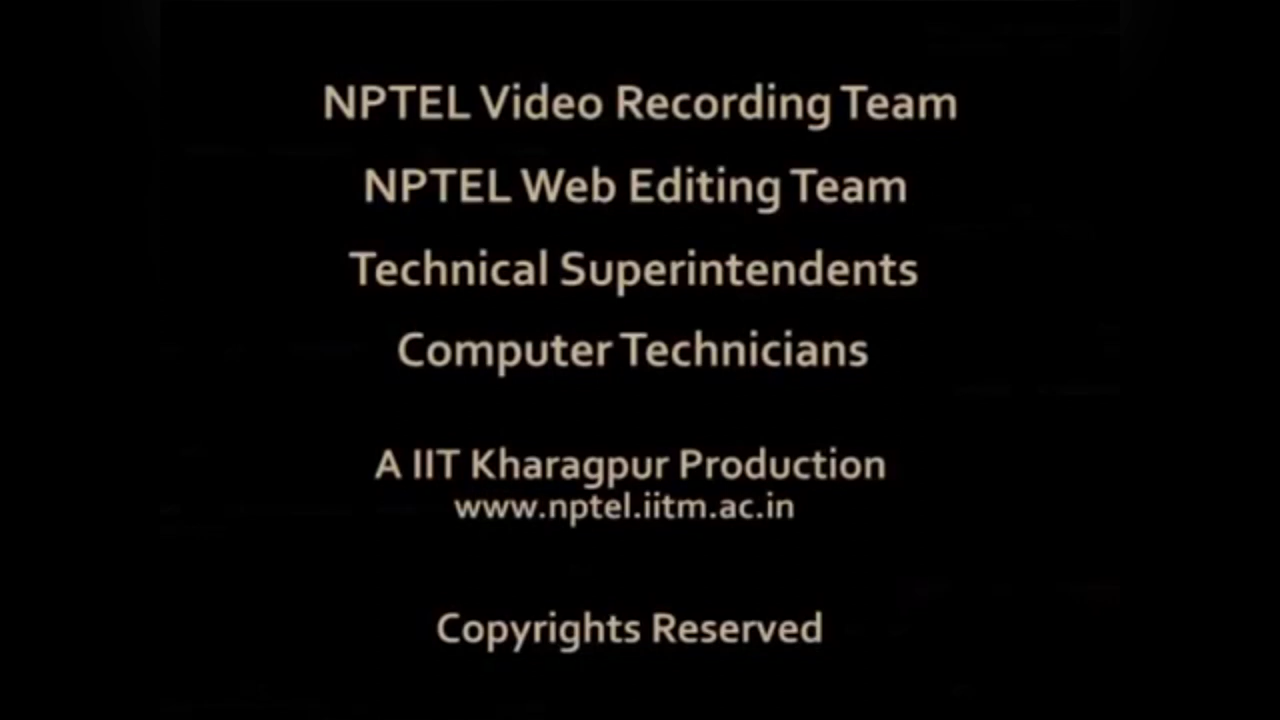 NPTEL Video Recording Team
NPTEL Web Editing Team
Technical Superintendents
Computer Technicians
A IIT Kharagpur Production
www.nptel.iitm.ac.in
Copyrights Reserved